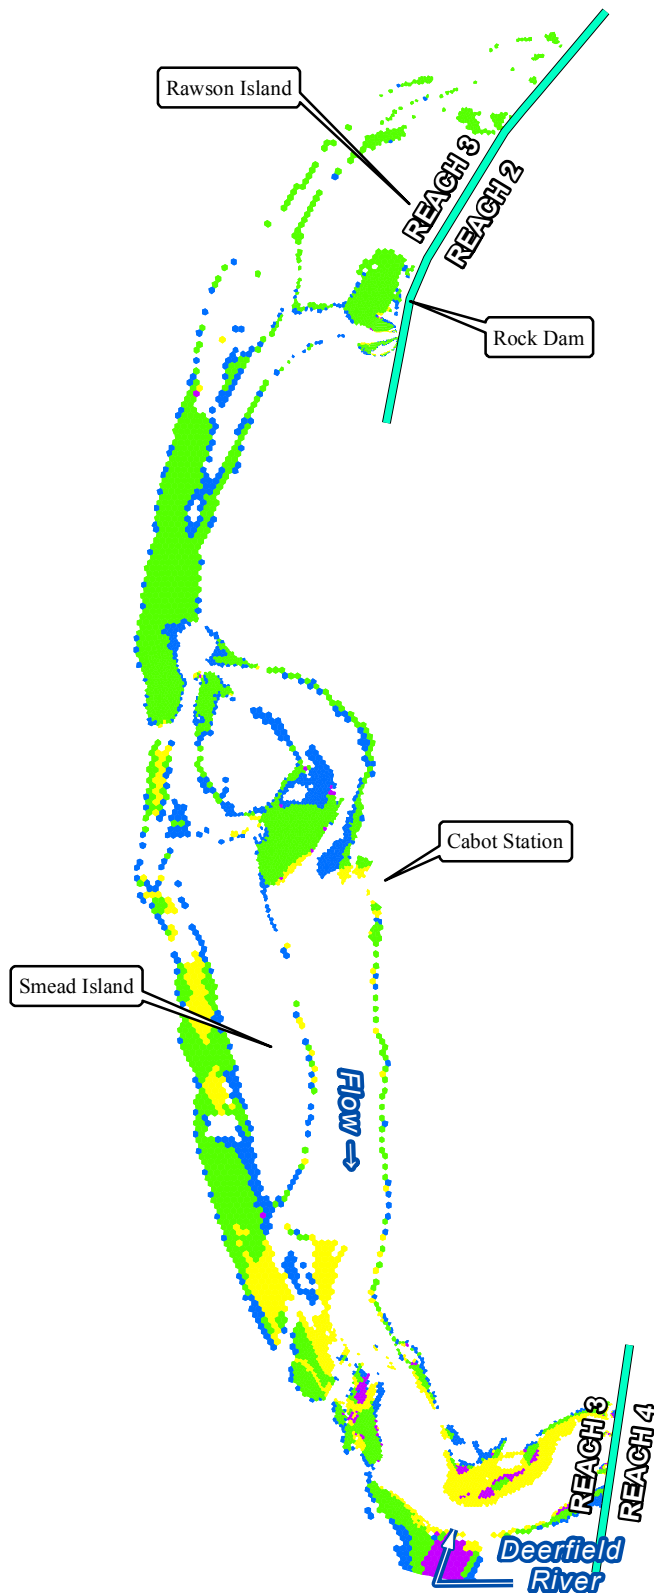 Rawson Island
REACH 3
REACH 2
Rock Dam
Cabot Station
Smead Island
Flow →
REACH 3
REACH 4
Deerfield
River